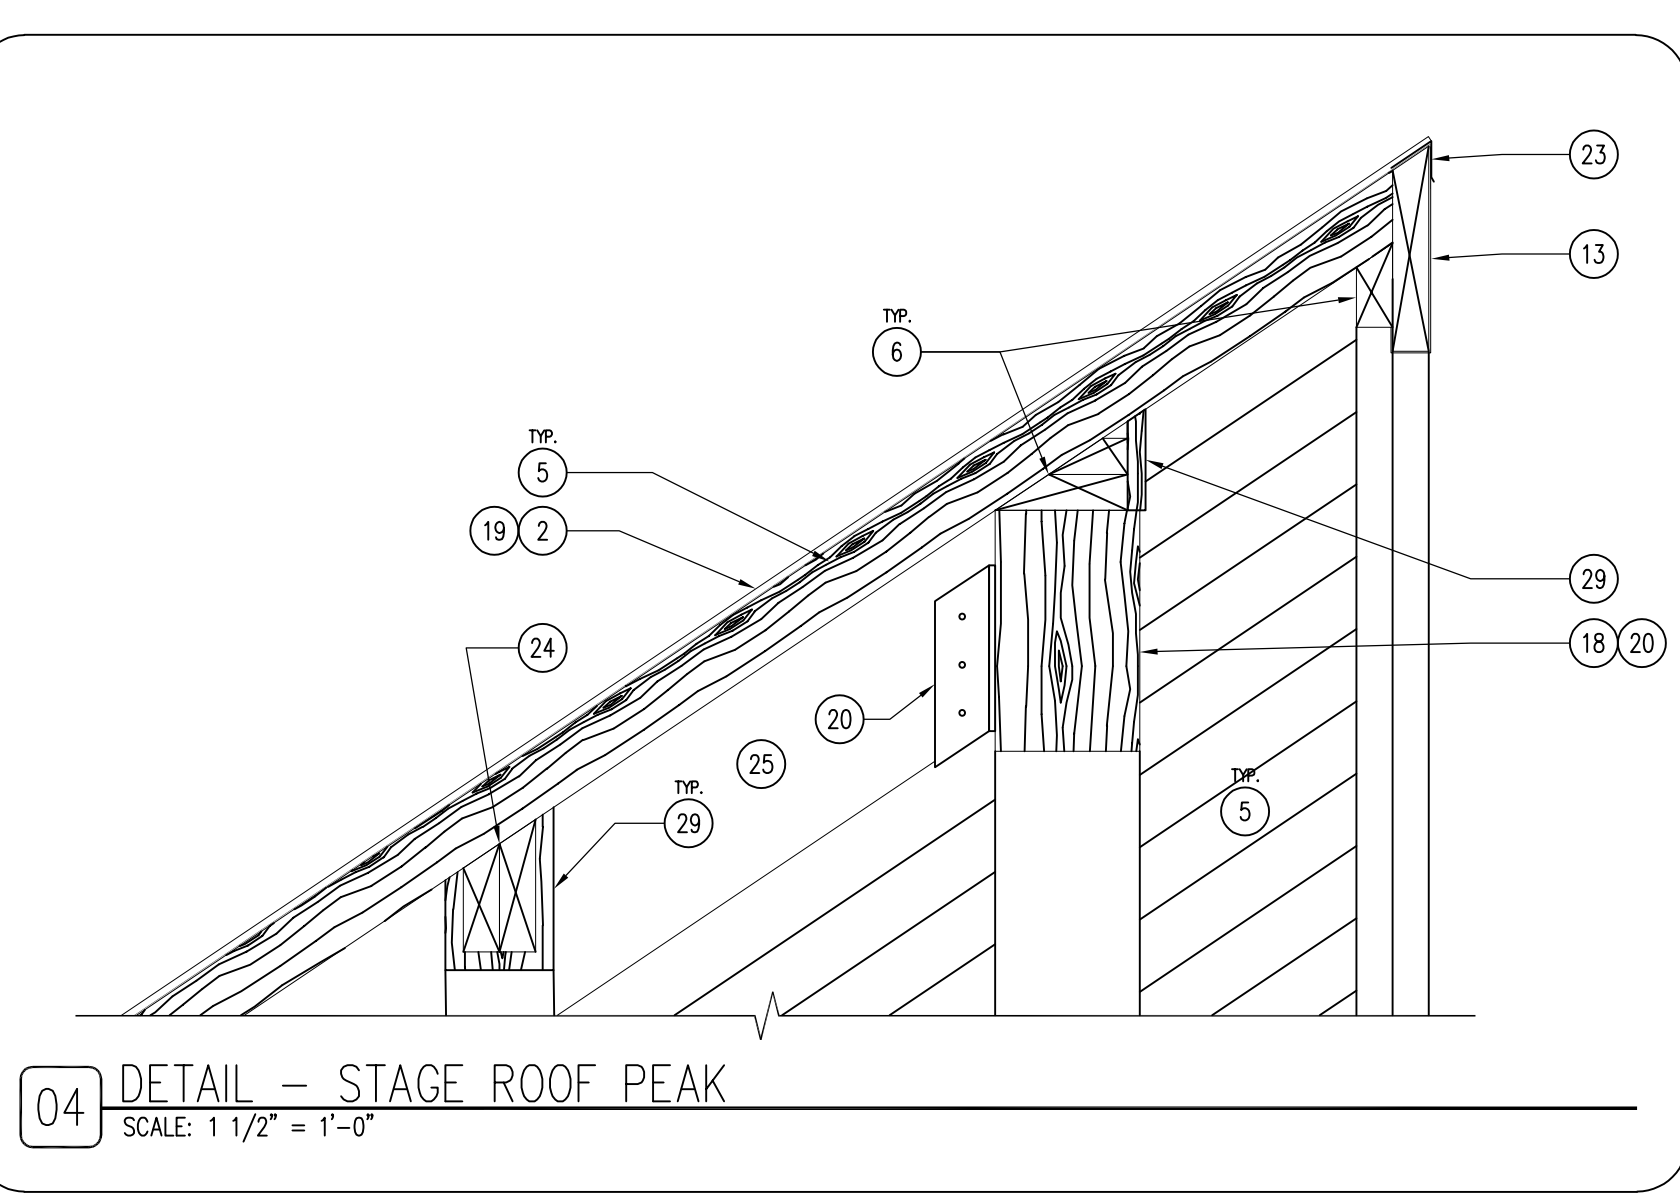 23
13
TYP.
6
TYP.
5
19 2
29
24
18 20
20
25
TYP.
29
TYP.
5
04
DETAIL – STAGE ROOF PEAK
SCALE: 1 1/2" = 1'–0"